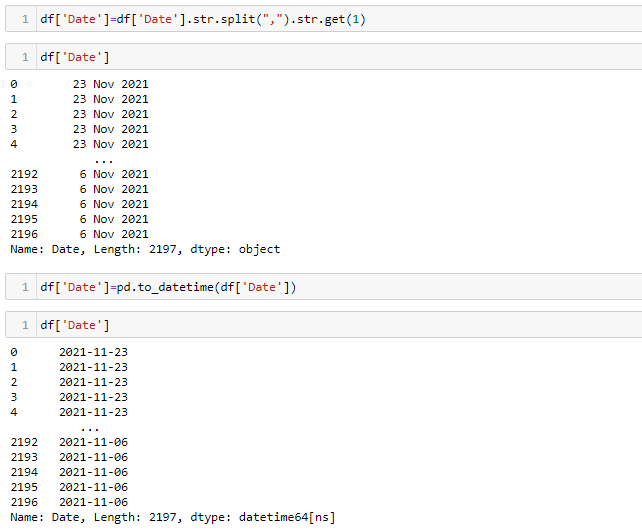 1 df['Date']=df['Date'].str.split(",").str.get(1)
1 df['Date']
0        23 Nov 2021
1        23 Nov 2021
2        23 Nov 2021
3        23 Nov 2021
4        23 Nov 2021
            ...
2192      6 Nov 2021
2193      6 Nov 2021
2194      6 Nov 2021
2195      6 Nov 2021
2196      6 Nov 2021
Name: Date, Length: 2197, dtype: object
1 df['Date']=pd.to_datetime(df['Date'])
1 df['Date']
0      2021-11-23
1      2021-11-23
2      2021-11-23
3      2021-11-23
4      2021-11-23
          ...
2192   2021-11-06
2193   2021-11-06
2194   2021-11-06
2195   2021-11-06
2196   2021-11-06
Name: Date, Length: 2197, dtype: datetime64[ns]